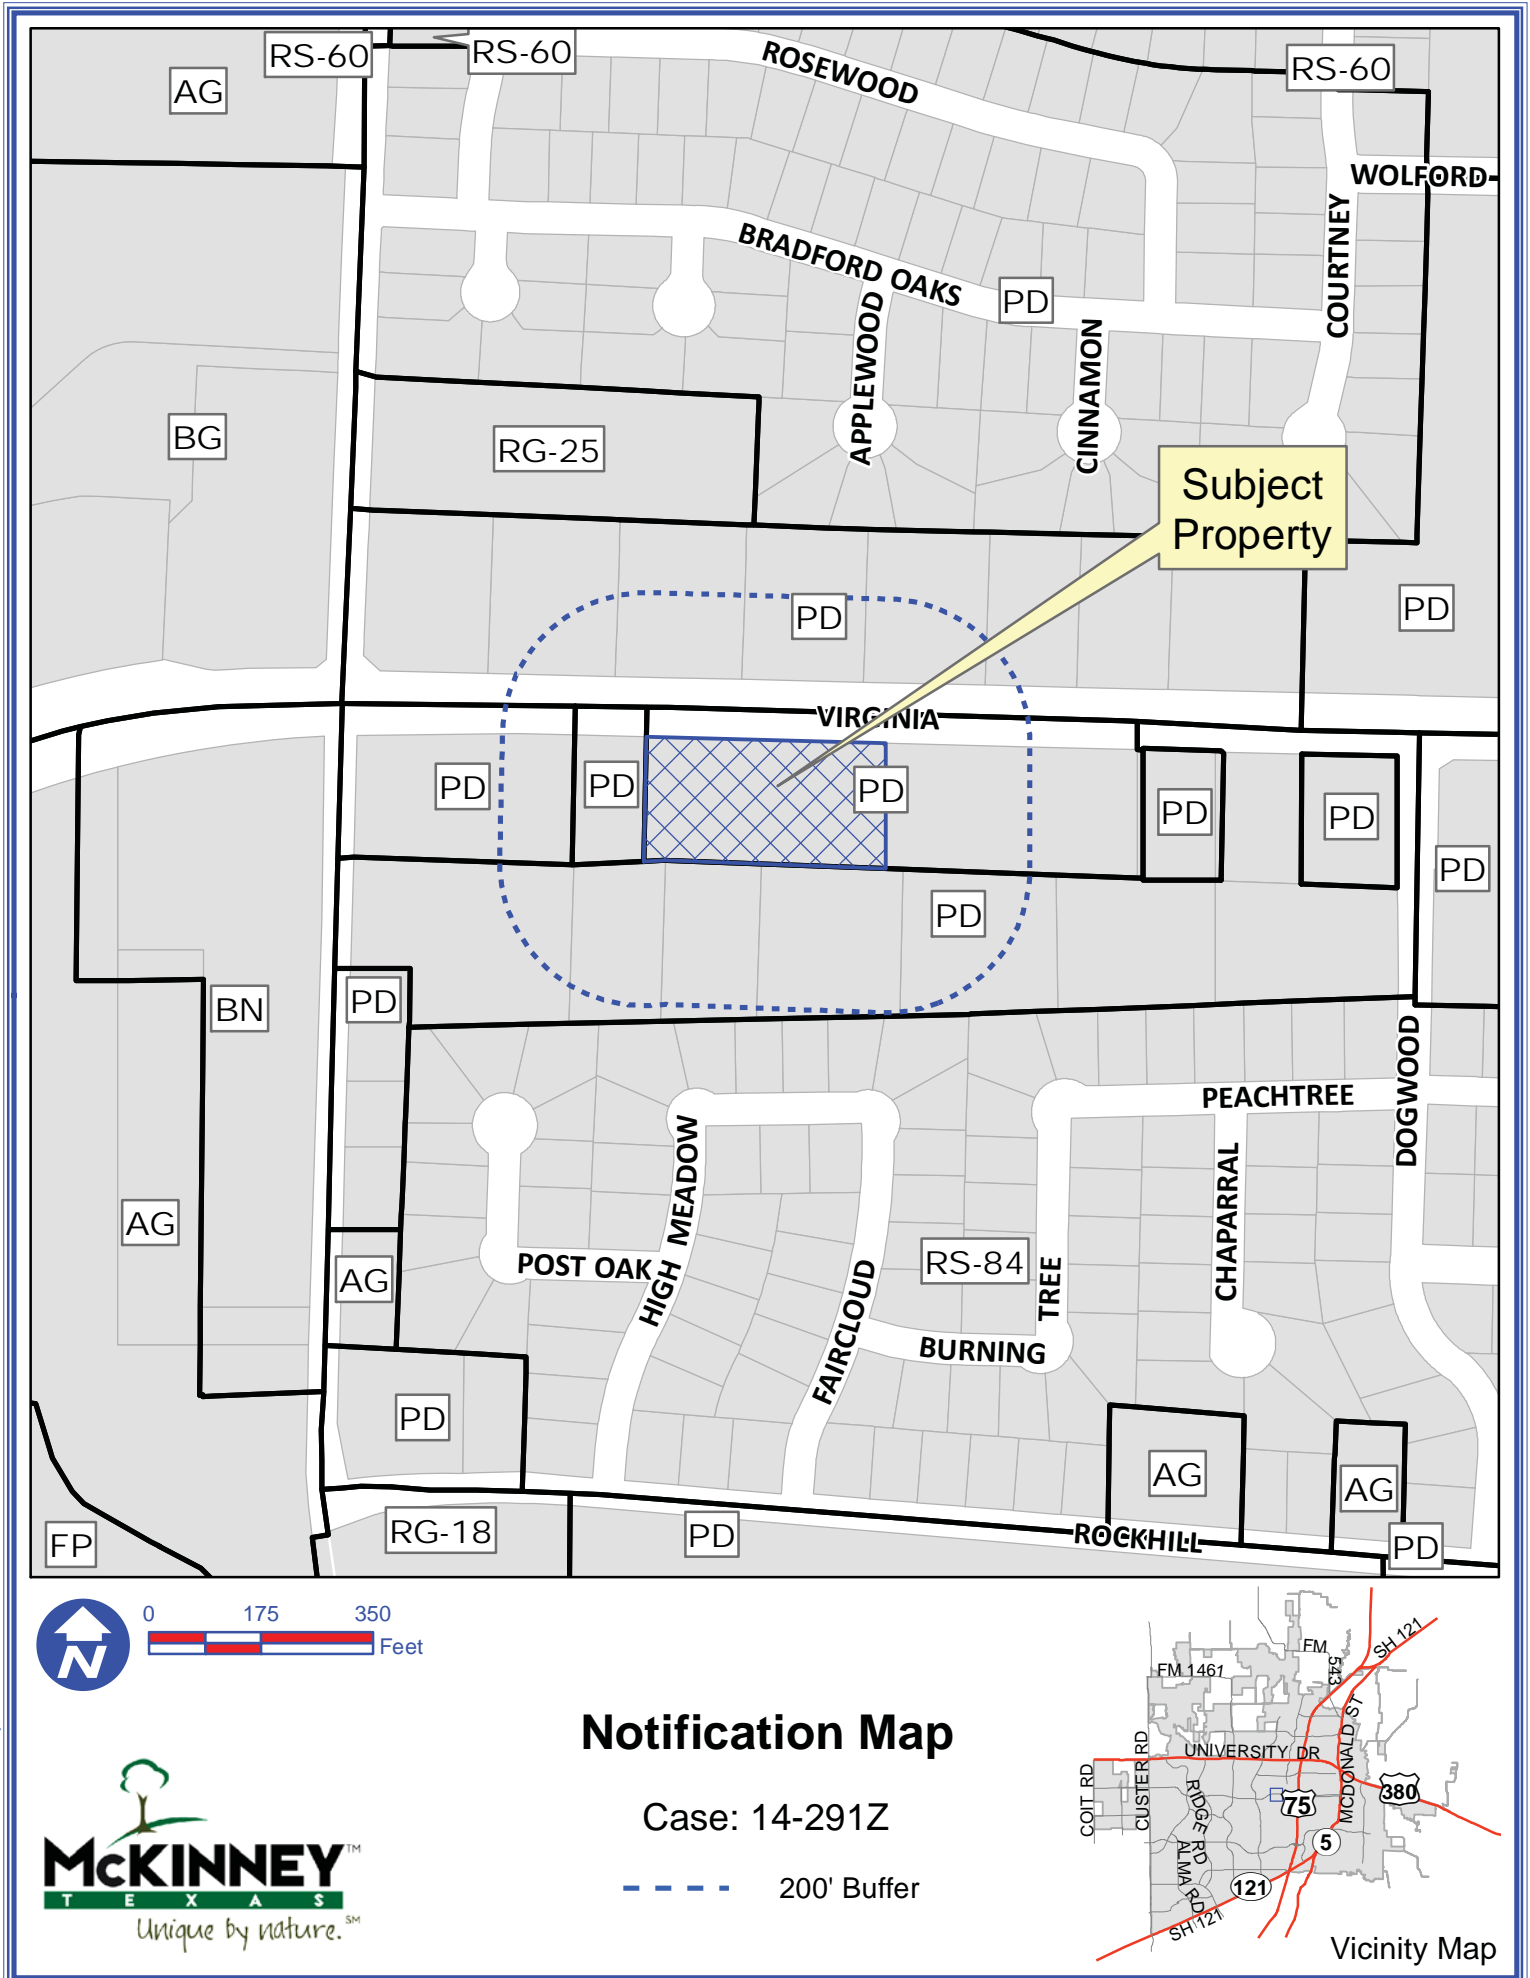 RS-60
RS-60
RS-60
AG
ROSEWOOD
WOLFORD
COURTNEY
BRADFORD OAKS
PD
APPLEWOOD
CINNAMON
BG
RG-25
Subject
Property
PD
PD
VIRGINIA
PD
PD
PD
PD
PD
PD
PD
PD
BN
DOGWOOD
PEACHTREE
HIGH MEADOW
CHAPARRAL
AG
POST OAK
RS-84
TREE
AG
FAIRCLOUD
BURNING
PD
AG
AG
FP
RG-18
PD
ROCKHILL
PD
0 175 350
Feet
N
Notification Map
Case: 14-291Z
200' Buffer
McKINNEY™
TEXAS
Unique by nature.℠
FM 1461
FM
543
SH 121
UNIVERSITY DR
MCDONALD ST
COIT RD
CUSTER RD
RIDGE RD
ALMA RD
75
380
5
121
SH 121
Vicinity Map